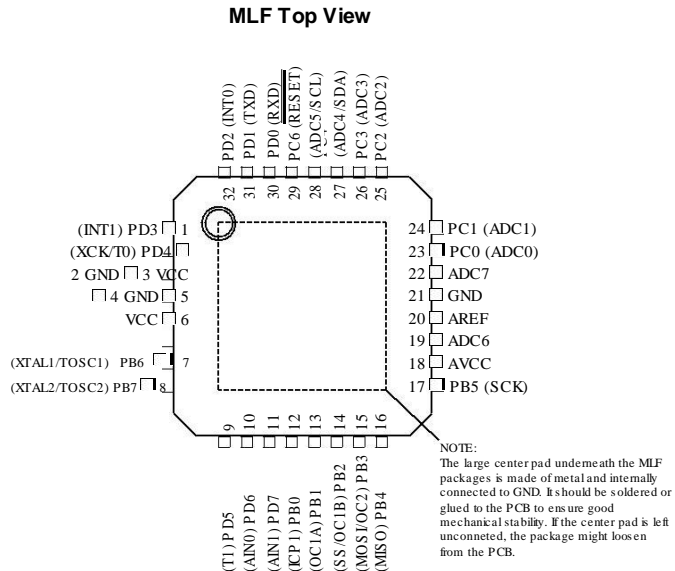 MLF Top View
PD2 (INT0)
PD1 (TXD)
PD0 (RXD)
PC6 (RESET)
(ADC5/SCL)
(ADC4/SDA)
PC3 (ADC3)
PC2 (ADC2)
32 31 30 29 28 27 26 25
(INT1) PD3 1
(XCK/T0) PD4
2 GND 3 VCC
4 GND 5
VCC 6
(XTAL1/TOSC1) PB6 7
(XTAL2/TOSC2) PB7 8
24 PC1 (ADC1)
23 PC0 (ADC0)
22 ADC7
21 GND
20 AREF
19 ADC6
18 AVCC
17 PB5 (SCK)
9 10 11 12 13 14 15 16
(T1) PD5
(AIN0) PD6
(AIN1) PD7
(ICP1) PB0
(OC1A) PB1
(SS/OC1B) PB2
(MOSI/OC2) PB3
(MISO) PB4
NOTE:
The large center pad underneath the MLF
packages is made of metal and internally
connected to GND. It should be soldered or
glued to the PCB to ensure good
mechanical stability. If the center pad is left
unconneted, the package might loosen
from the PCB.